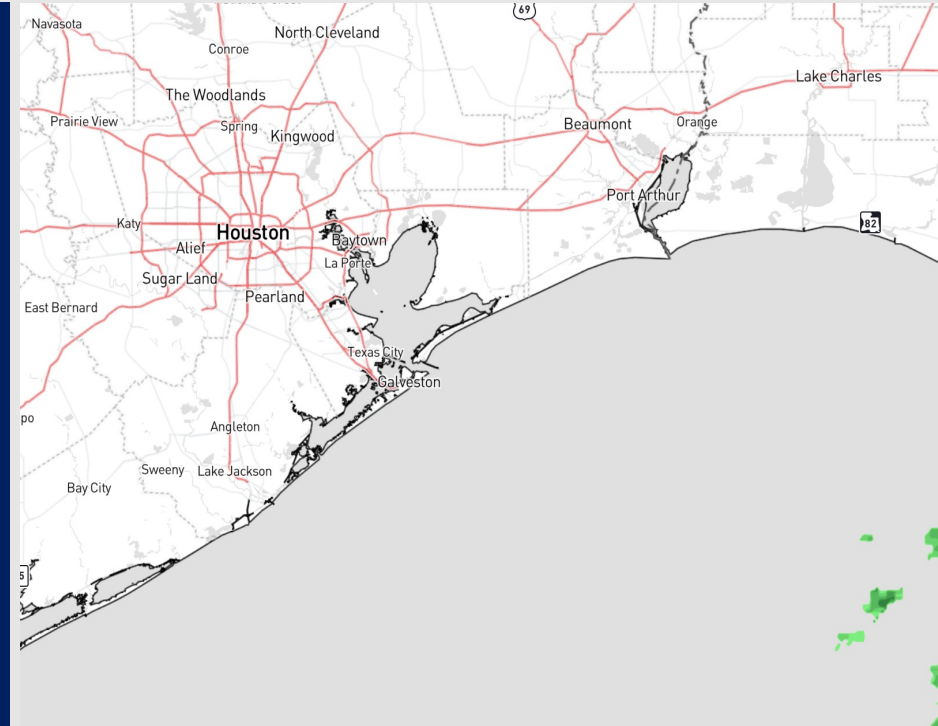 69
Navasota
North Cleveland
Conroe
Lake Charles
The Woodlands
Prairie View
Spring
Kingwood
Beaumont
Orange
Port Arthur
Katy
Houston
82
Alief
Baytown
La Porte
Sugar Land
Pearland
East Bernard
Texas City
Galveston
po
Angleton
Sweeny
Lake Jackson
Bay City
5